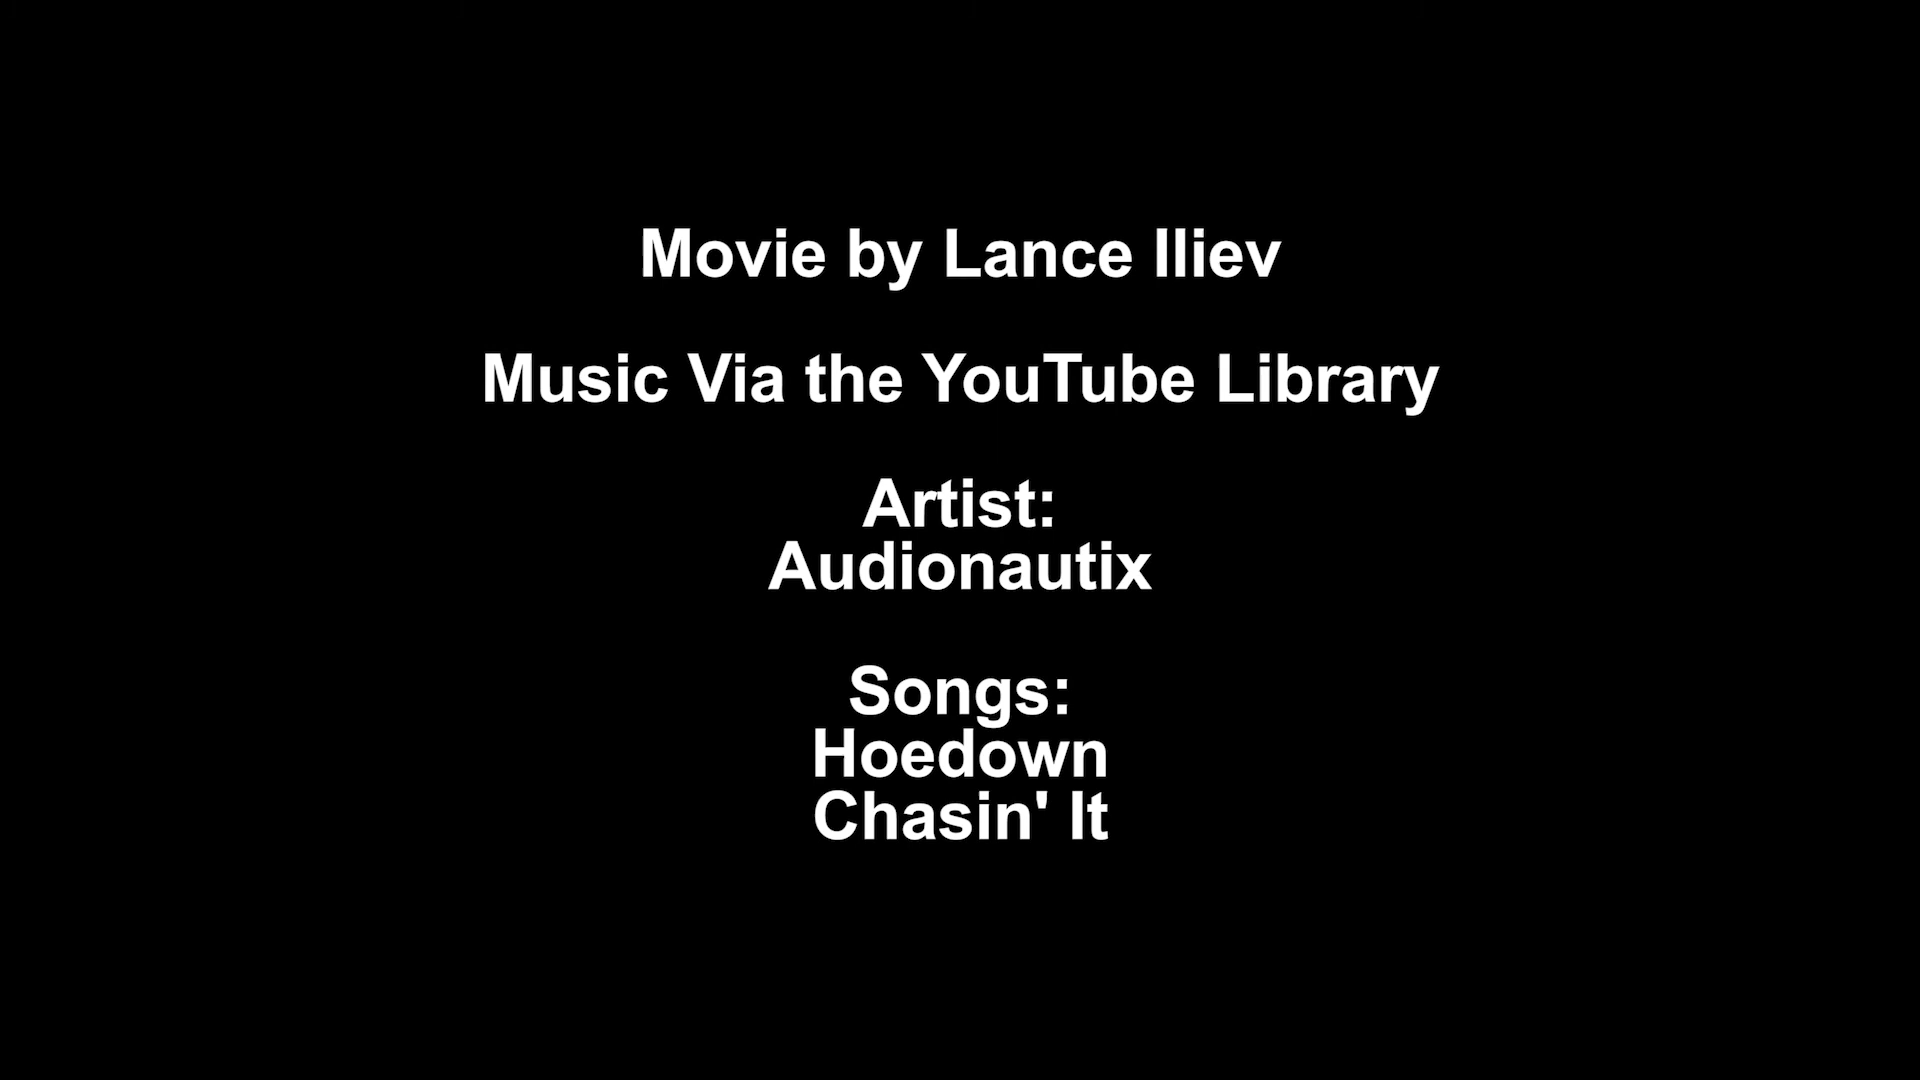 Movie by Lance Iliev
Music Via the YouTube Library
Artist:
Audionautix
Songs:
Hoedown
Chasin' It